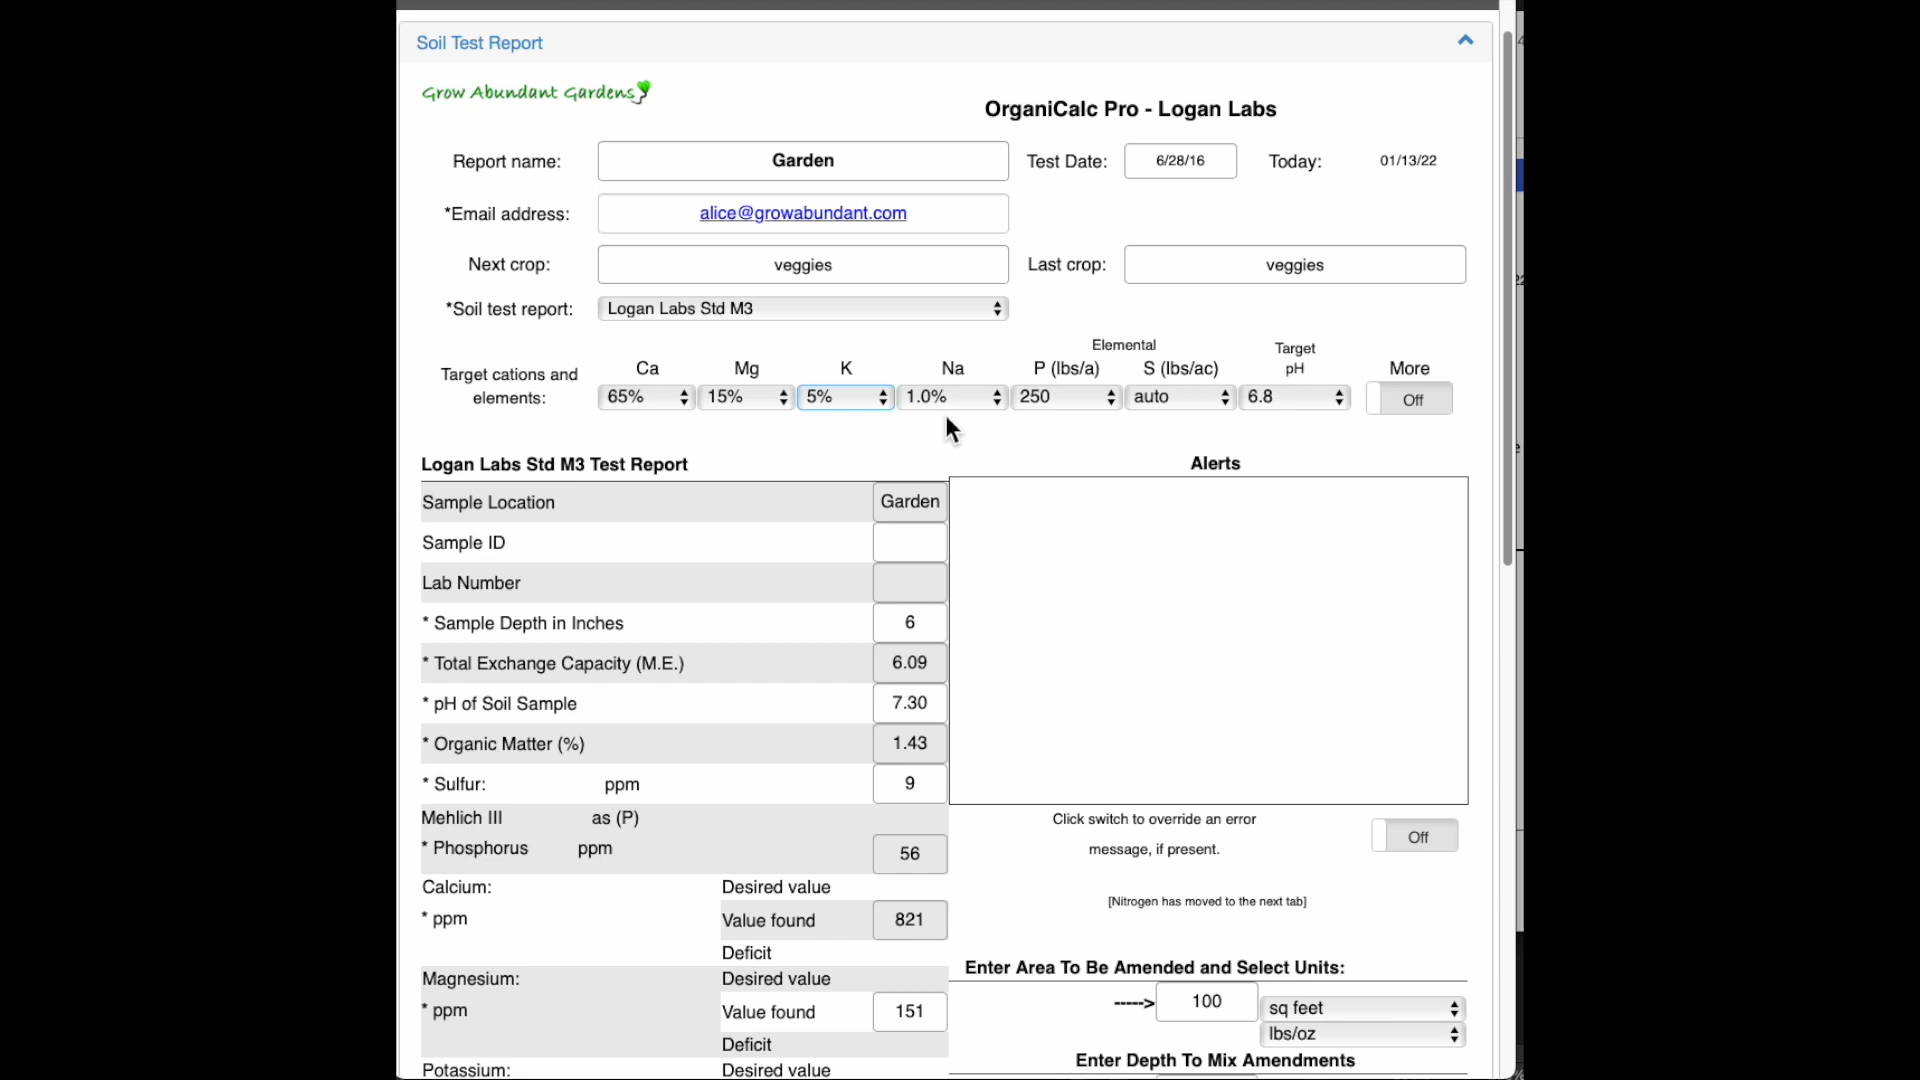 Soil Test Report
Grow Abundant Gardens
OrganiCalc Pro - Logan Labs
Report name: Garden Test Date: 6/28/16 Today: 01/13/22
*Email address: alice@growabundant.com
Next crop: veggies Last crop: veggies
*Soil test report: Logan Labs Std M3
Elemental Target
Ca Mg K Na P (lbs/a) S (lbs/ac) pH More
Target cations and
elements: 65% 15% 5% 1.0% 250 auto 6.8 Off
Logan Labs Std M3 Test Report Alerts
Sample Location Garden
Sample ID
Lab Number
* Sample Depth in Inches 6
* Total Exchange Capacity (M.E.) 6.09
* pH of Soil Sample 7.30
* Organic Matter (%) 1.43
* Sulfur: ppm 9
Mehlich III as (P)
* Phosphorus ppm 56
Click switch to override an error
message, if present. Off
Calcium: Desired value
* ppm Value found 821
Deficit
[Nitrogen has moved to the next tab]
Magnesium: Desired value
* ppm Value found 151
Deficit
Potassium: Desired value
Enter Area To Be Amended and Select Units:
-----> 100 sq feet
lbs/oz
Enter Depth To Mix Amendments